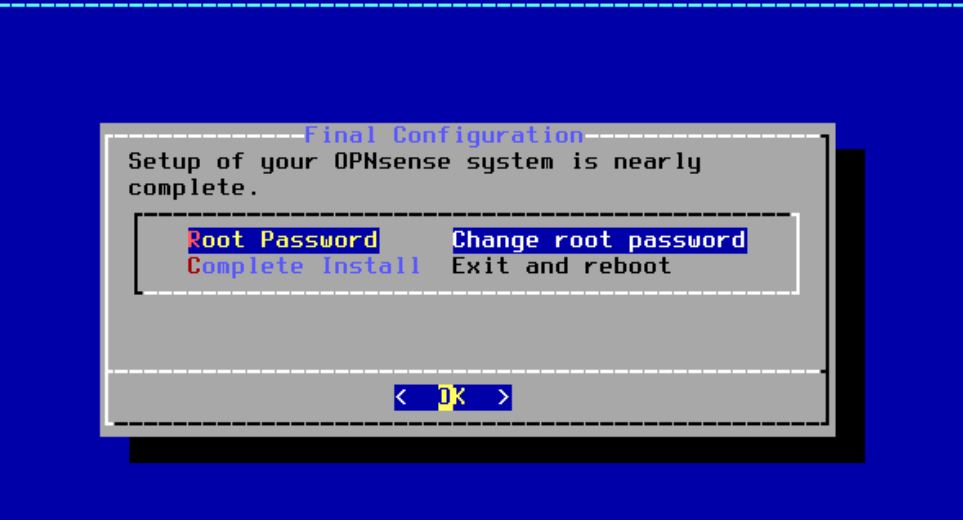 Final Configuration
Setup of your OPNsense system is nearly
complete.
Root Password Change root password
Complete Install Exit and reboot
< OK >